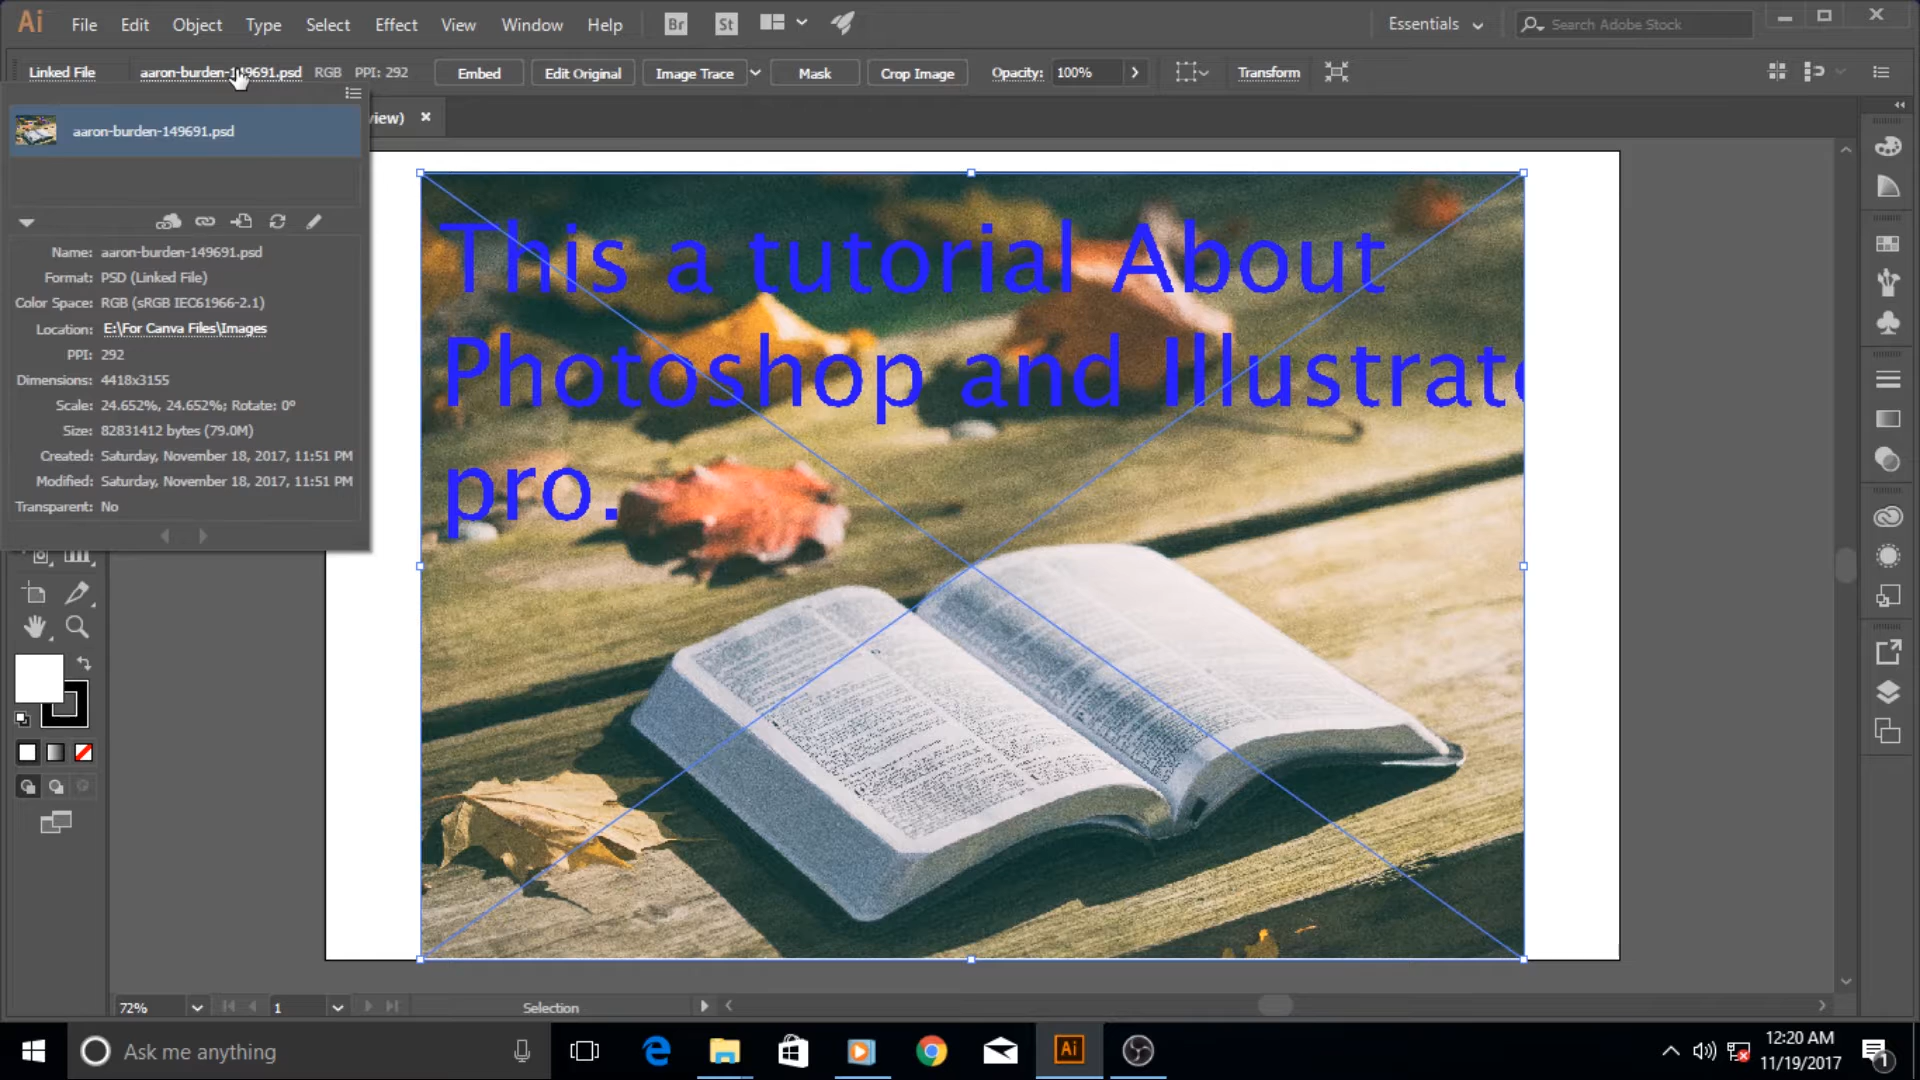 Ai File Edit Object Type Select Effect View Window Help Br St Essentials Search Adobe Stock
Linked File aaron-burden-149691.psd RGB PPI: 292 Embed Edit Original Image Trace Mask Crop Image Opacity: 100% Transform
view) ×
aaron-burden-149691.psd
Name: aaron-burden-149691.psd
Format: PSD (Linked File)
Color Space: RGB (sRGB IEC61966-2.1)
Location: E:\For Canva Files\Images
PPI: 292
Dimensions: 4418x3155
Scale: 24.652%, 24.652%; Rotate: 0º
Size: 82831412 bytes (79.0M)
Created: Saturday, November 18, 2017, 11:51 PM
Modified: Saturday, November 18, 2017, 11:51 PM
Transparent: No
This a tutorial About
Photoshop and Illustrato
pro.
72% 1 Selection
Ask me anything
Ai
12:20 AM
11/19/2017
1